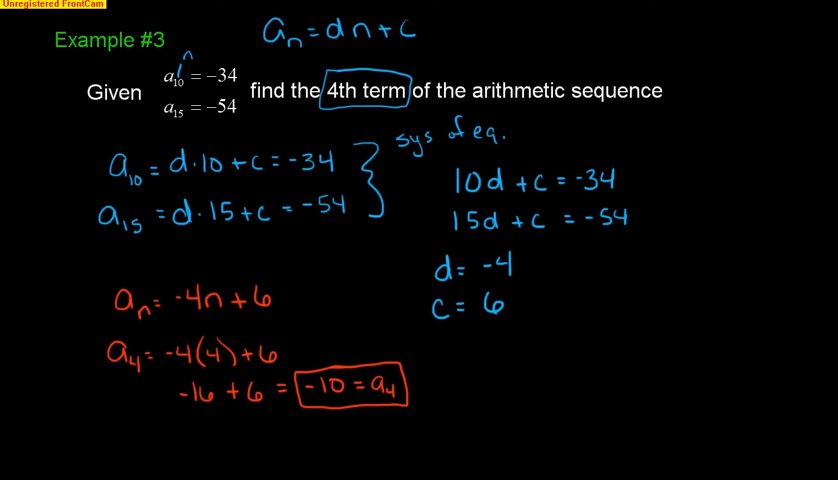 Unregistered FrontCam
Example #3
aₙ = dn + c
n
Given a₁₀ = −34 find the 4th term of the arithmetic sequence
a₁₅ = −54
sys of eq.
a₁₀ = d·10 + c = -34
a₁₅ = d·15 + c = -54
10d + c = -34
15d + c = -54
d = -4
c = 6
aₙ = -4n + 6
a₄ = -4(4) + 6
-16 + 6 = -10 = a₄